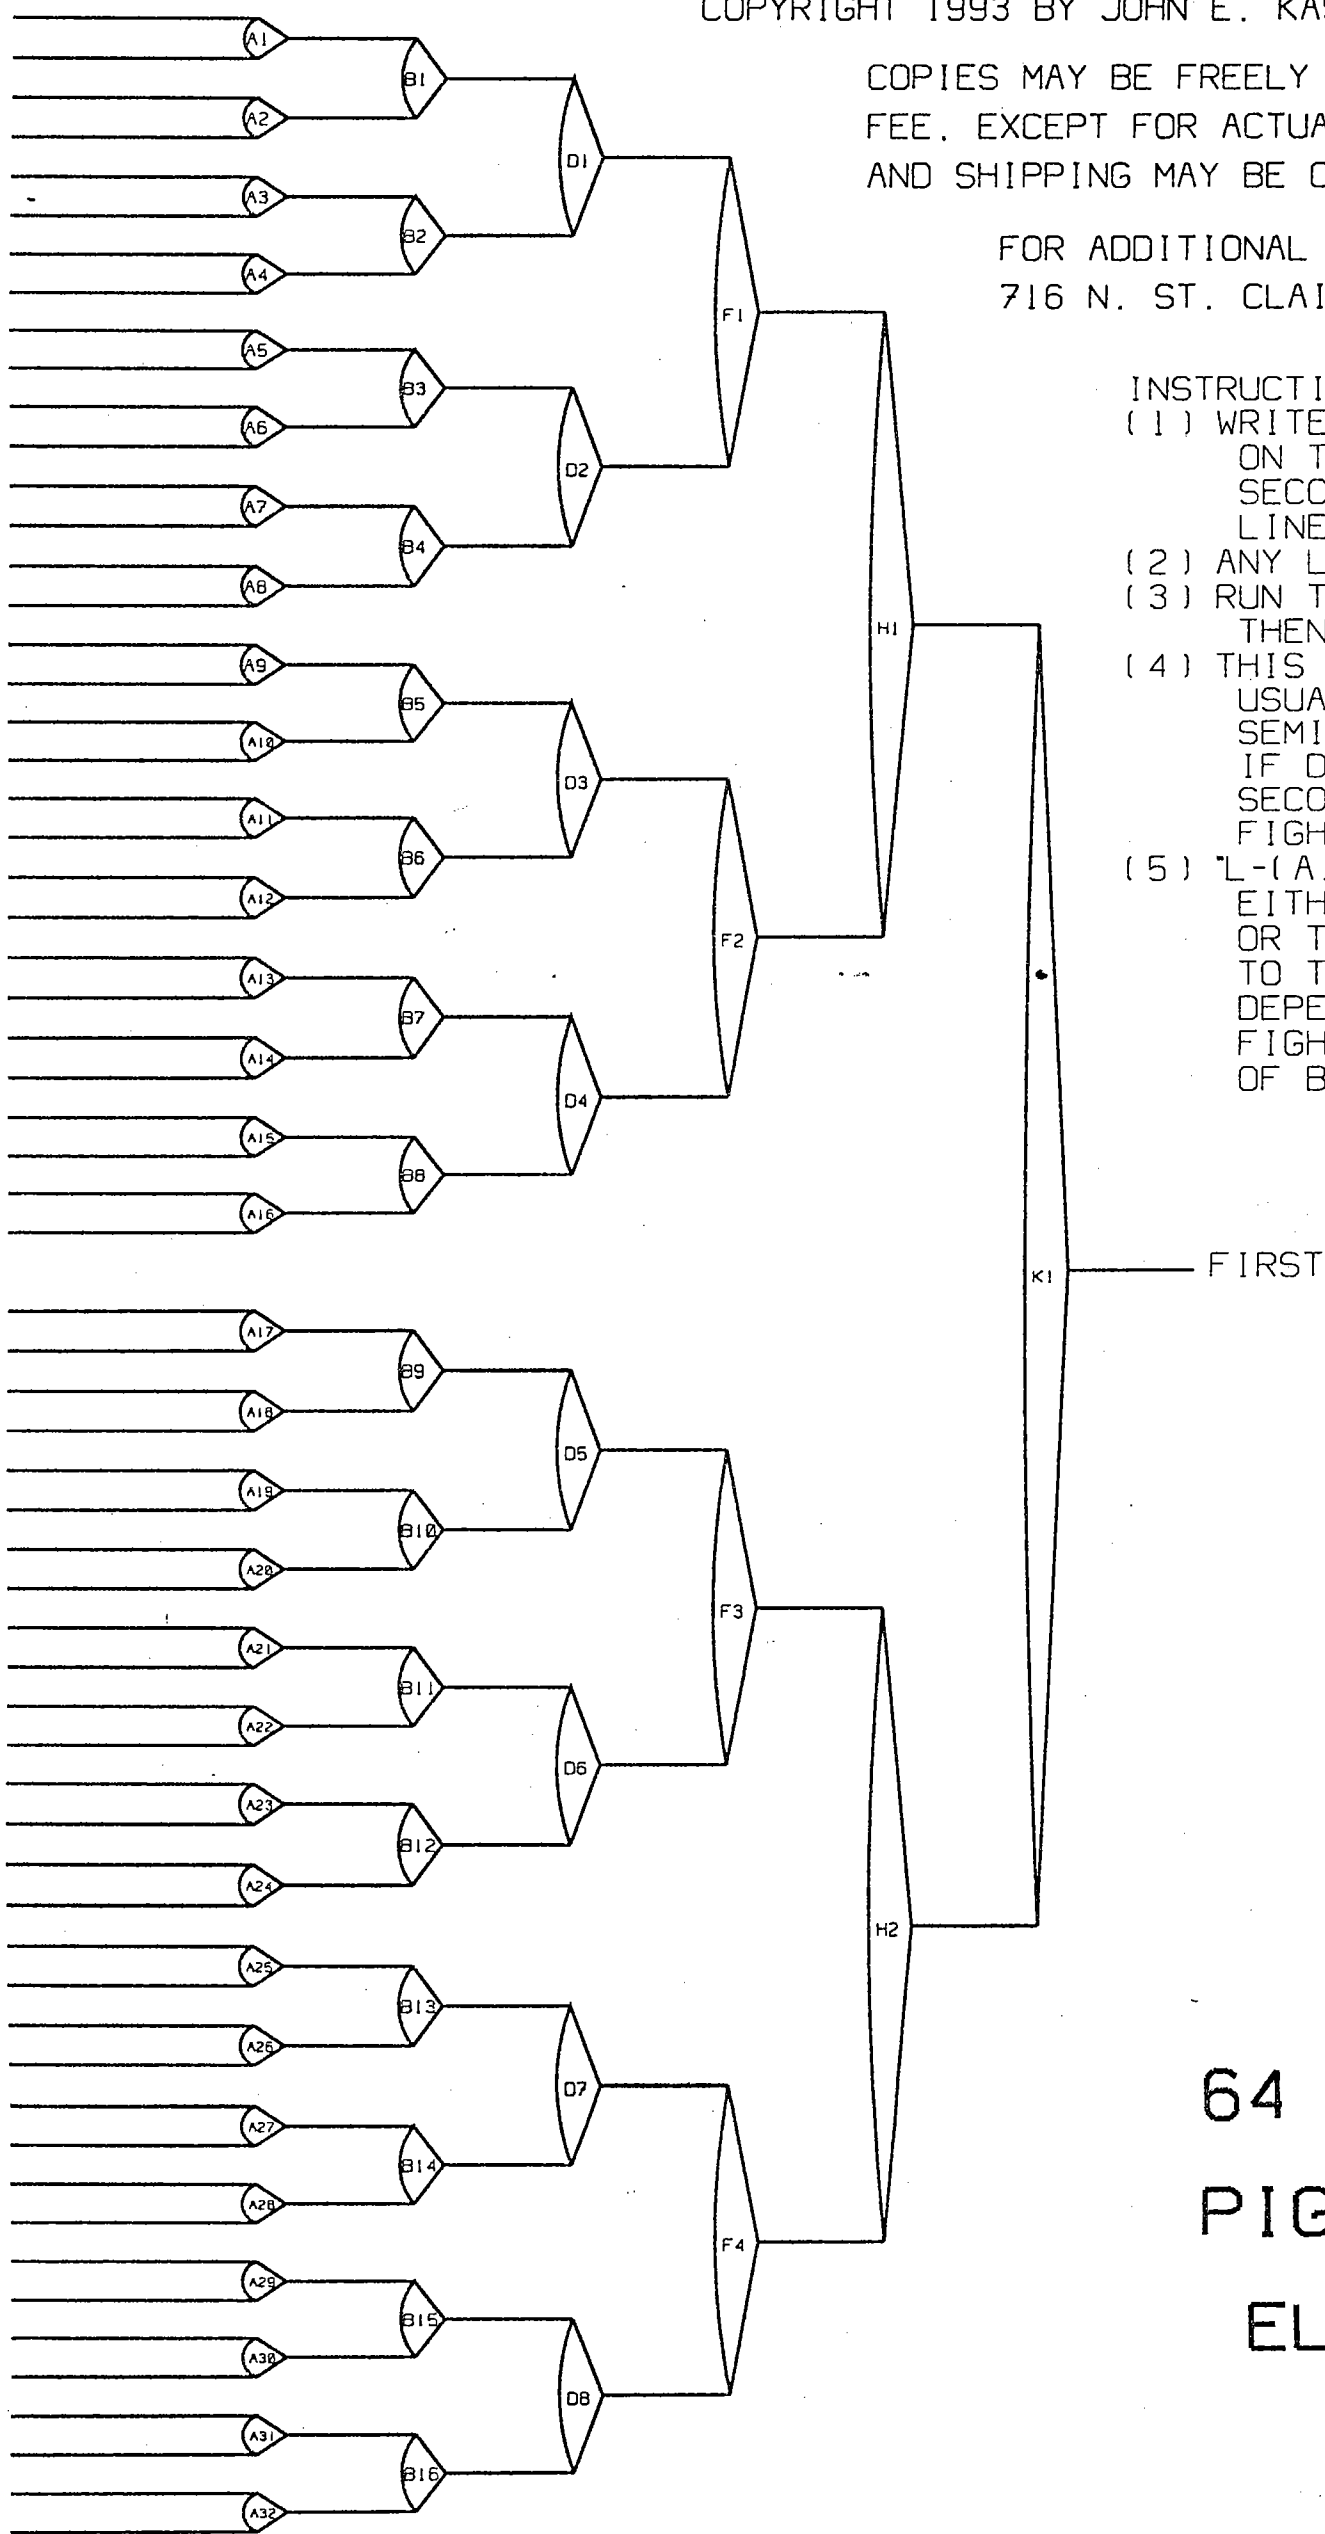 COPYRIGHT 1993 BY JOHN E.
COPIES MAY BE FREELY
FEE. EXCEPT FOR ACTUA
AND SHIPPING MAY BE
FOR ADDITIONAL
716 N. ST. CLAI
INSTRUCTI
(1) WRITE
ON T
SECO
LINE
(2) ANY L
(3) RUN T
THEN
(4) THIS
USUA
SEMI
IF D
SECO
FIGH
(5) "L-(A.
EITH
OR T
TO T
DEPE
FIGH
OF B
A1
B1
A2
D1
A3
B2
A4
F1
A5
B3
A6
D2
A7
B4
A8
H1
A9
B5
A10
D3
A11
B6
A12
F2
A13
B7
A14
D4
A15
B8
A16
K1
FIRST
A17
B9
A18
D5
A19
B10
A20
F3
A21
B11
A22
D6
A23
B12
A24
H2
A25
B13
A26
D7
A27
B14
A28
F4
A29
B15
A30
D8
A31
B16
A32
64
PIG
EL